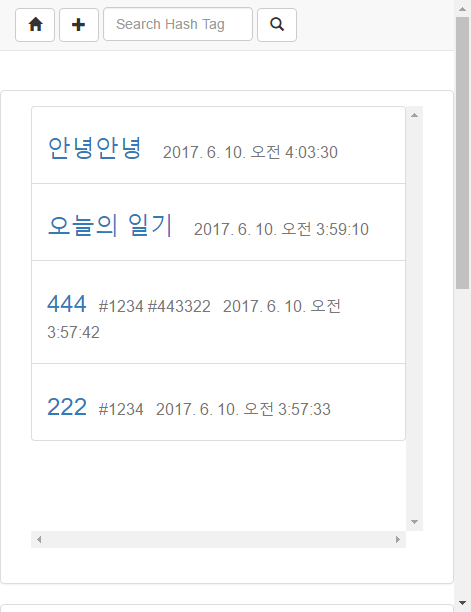 Search Hash Tag
안녕안녕 2017. 6. 10. 오전 4:03:30
오늘의 일기 2017. 6. 10. 오전 3:59:10
444 #1234 #443322 2017. 6. 10. 오전
3:57:42
222 #1234 2017. 6. 10. 오전 3:57:33